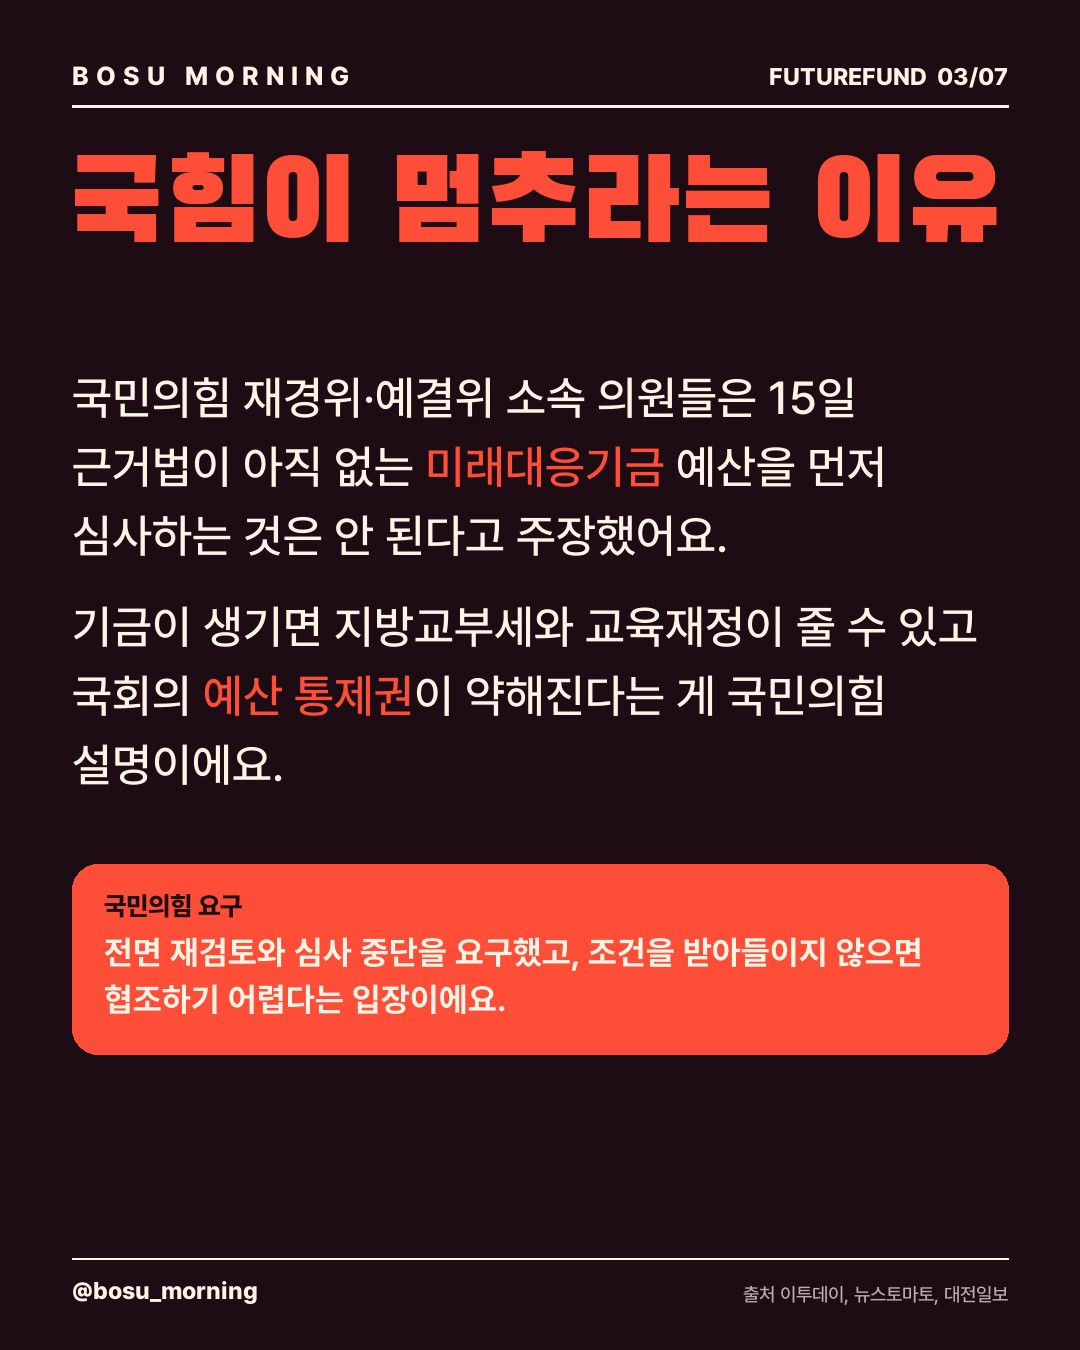 BOSU MORNING
FUTUREFUND 03/07
국힘이 멈추라는 이유
국민의힘 재경위·예결위 소속 의원들은 15일
근거법이 아직 없는 미래대응기금 예산을 먼저
심사하는 것은 안 된다고 주장했어요.
기금이 생기면 지방교부세와 교육재정이 줄 수 있고
국회의 예산 통제권이 약해진다는 게 국민의힘
설명이에요.
국민의힘 요구
전면 재검토와 심사 중단을 요구했고, 조건을 받아들이지 않으면
협조하기 어렵다는 입장이에요.
@bosu_morning
출처 이투데이, 뉴스토마토, 대전일보